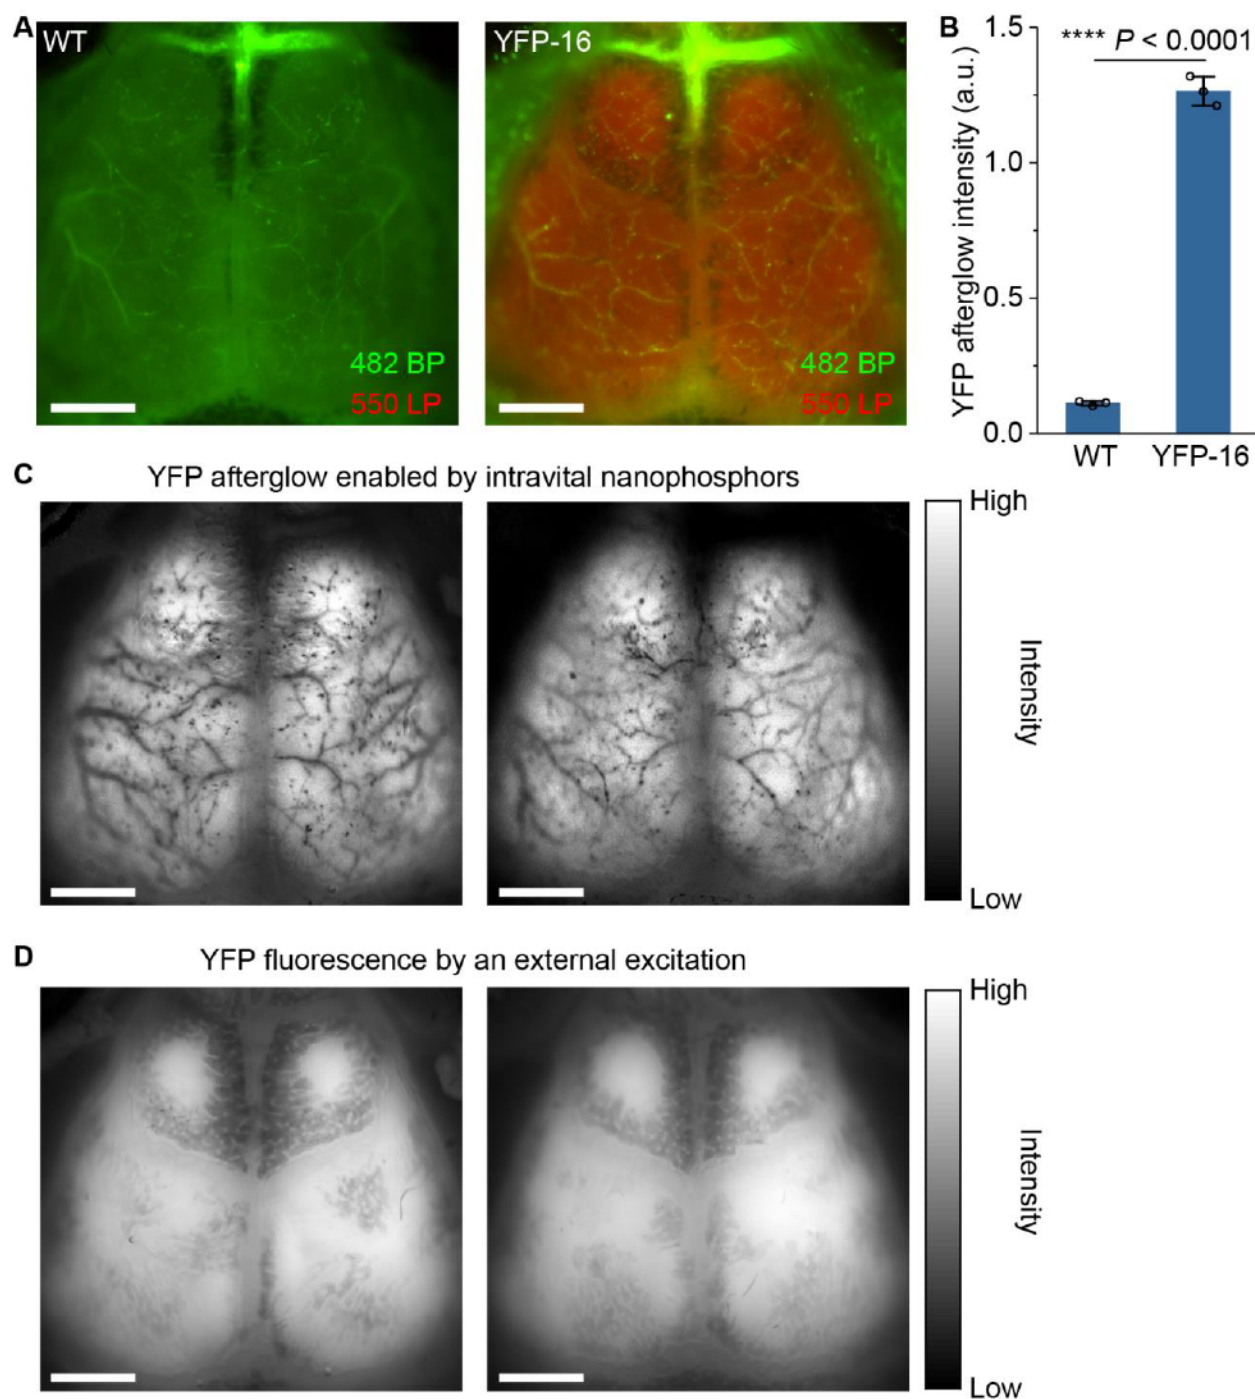 A
WT
482 BP
550 LP
YFP-16
482 BP
550 LP
B
YFP afterglow intensity (a.u.)
1.5
1.0
0.5
0.0
**** P < 0.0001
WT
YFP-16
C
YFP afterglow enabled by intravital nanophosphors
High
Intensity
Low
D
YFP fluorescence by an external excitation
High
Intensity
Low